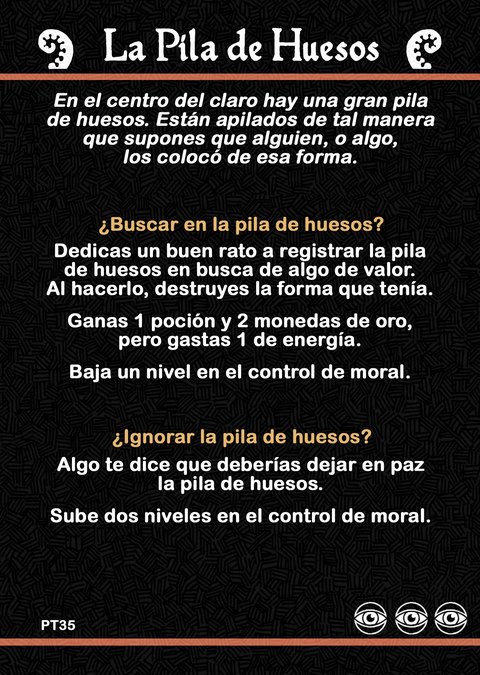 La Pila de Huesos
En el centro del claro hay una gran pila
de huesos. Están apilados de tal manera
que supones que alguien, o algo,
los colocó de esa forma.
¿Buscar en la pila de huesos?
Dedicas un buen rato a registrar la pila
de huesos en busca de algo de valor.
Al hacerlo, destruyes la forma que tenía.
Ganas 1 poción y 2 monedas de oro,
pero gastas 1 de energía.
Baja un nivel en el control de moral.
¿Ignorar la pila de huesos?
Algo te dice que deberías dejar en paz
la pila de huesos.
Sube dos niveles en el control de moral.
PT35